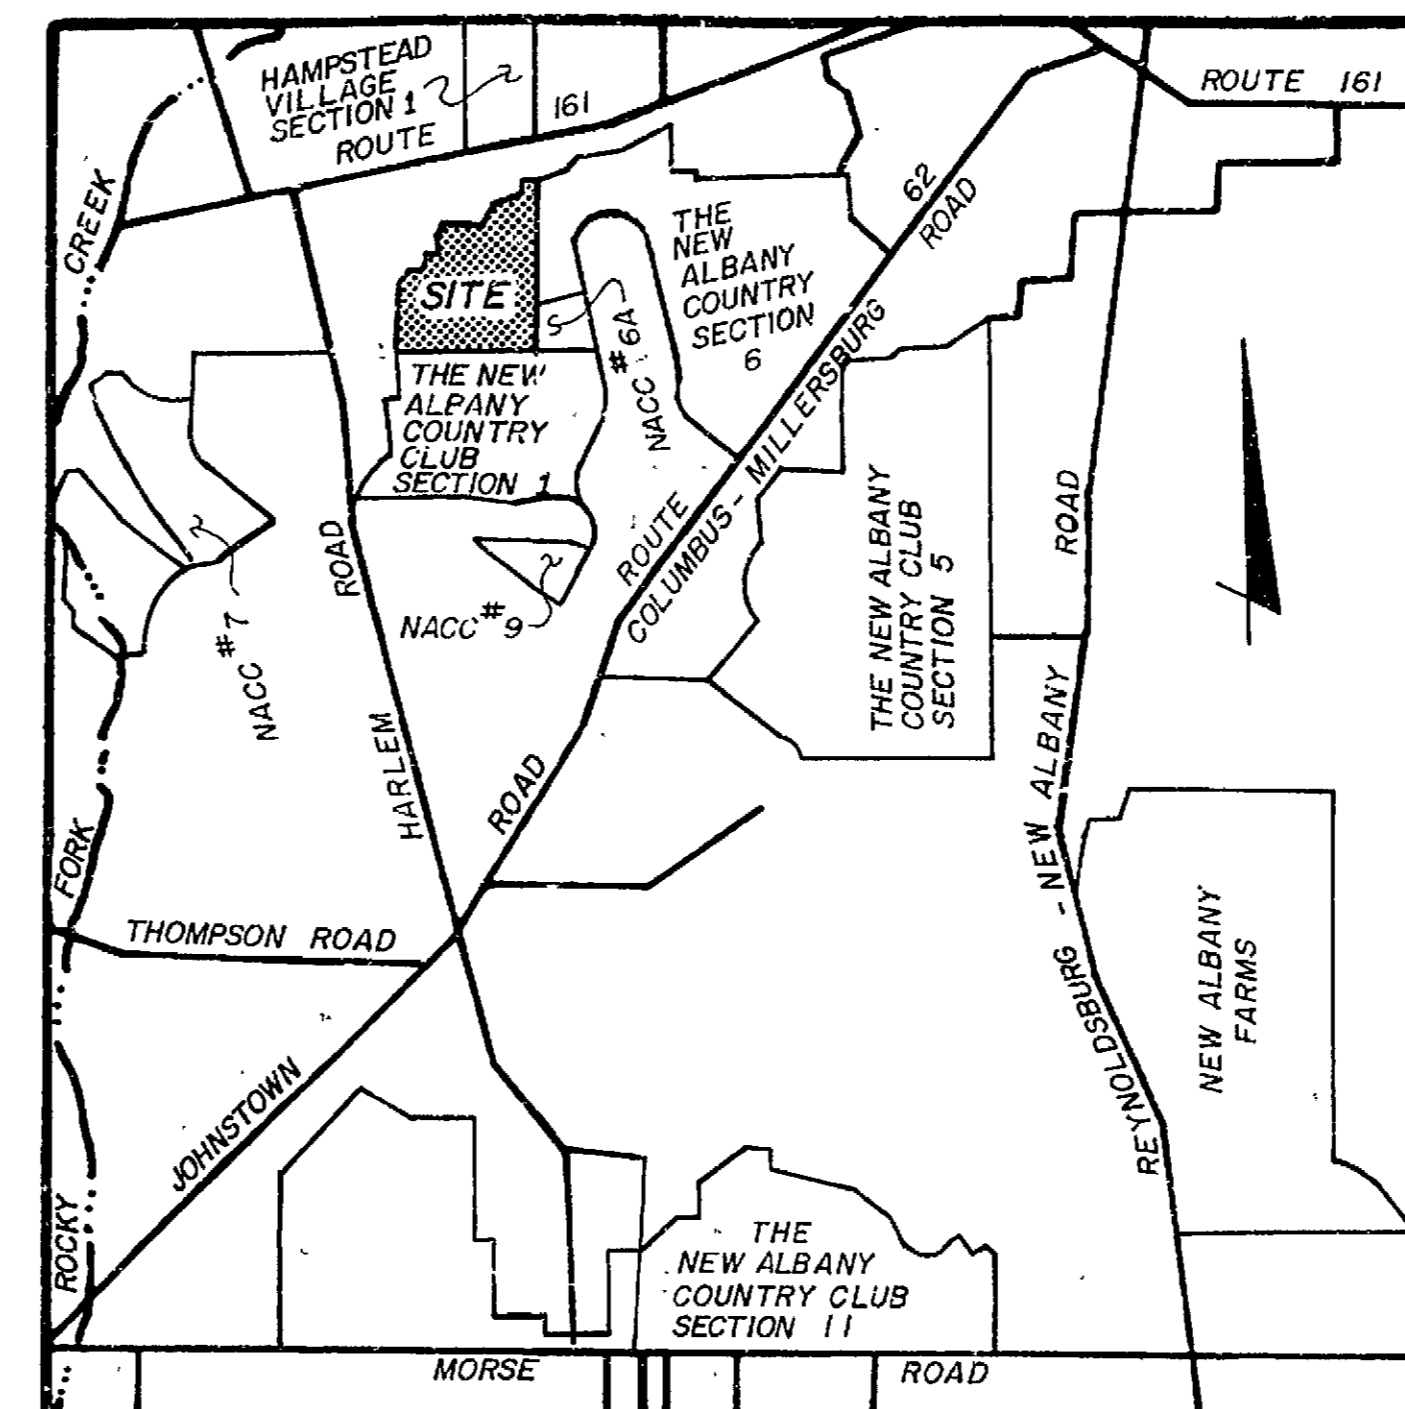 HAMPSTEAD
VILLAGE
SECTION 1
ROUTE 161
ROUTE 161
CREEK
62
ROAD
THE
NEW
ALBANY
COUNTRY
SECTION
6
SITE
# 6A
NACC
THE NEW
ALBANY
COUNTRY
CLUB
SECTION 1
ROUTE
COLUMBUS - MILLERSBURG
THE NEW ALBANY
COUNTRY CLUB
SECTION 5
ROAD
ROAD
NACC #9
NACC #7
HARLEM
ROAD
REYNOLDSBURG - NEW ALBANY
FORK
THOMPSON ROAD
NEW ALBANY
FARMS
JOHNSTOWN
ROCKY
THE
NEW ALBANY
COUNTRY CLUB
SECTION 11
MORSE ROAD